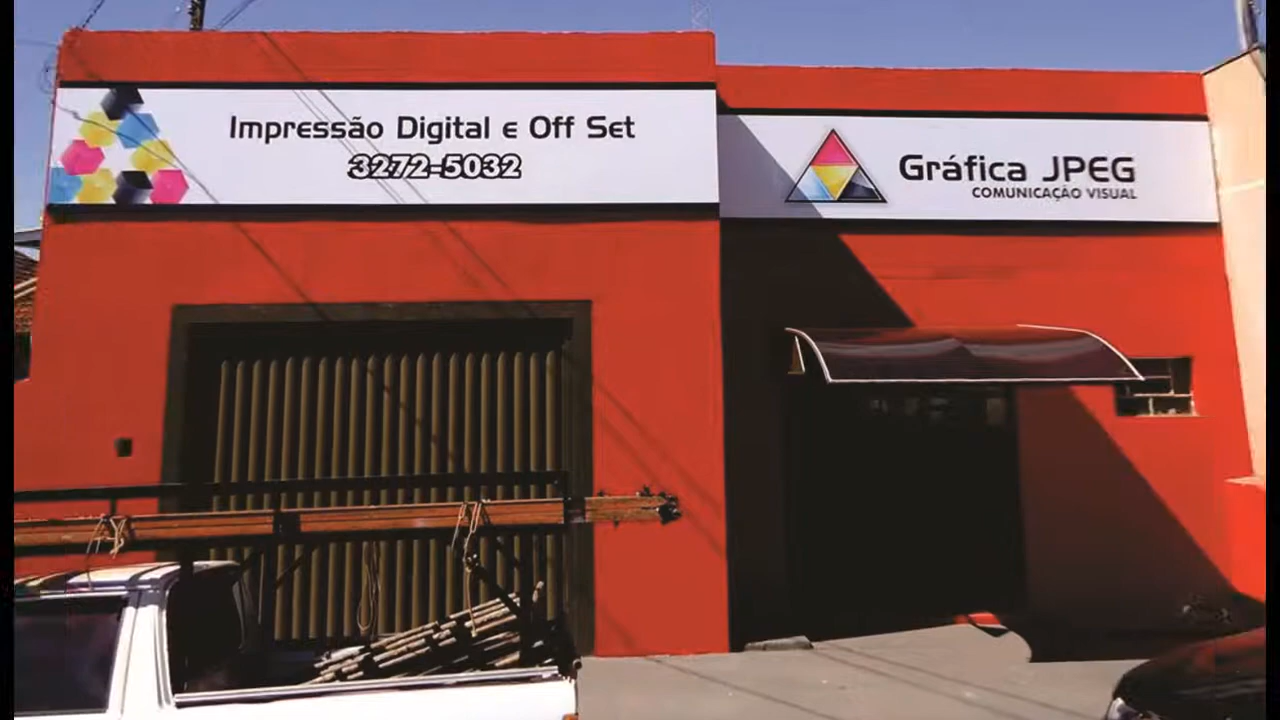 Impressão Digital e Off Set
3272-5032
Gráfica JPEG
COMUNICAÇÃO VISUAL